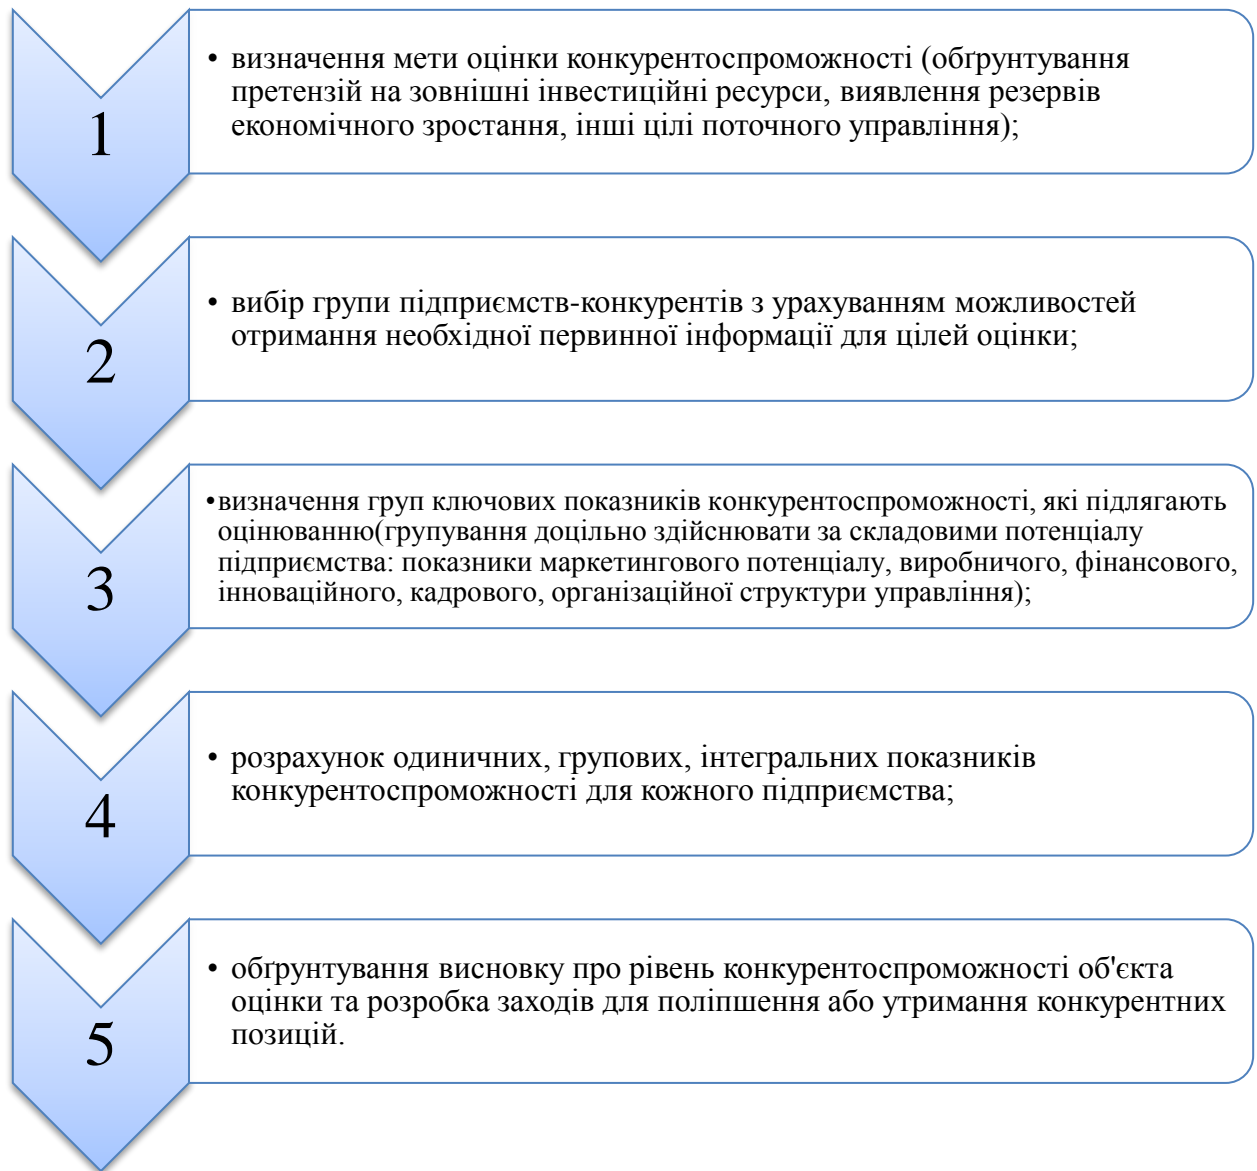 1
• визначення мети оцінки конкурентоспроможності (обґрунтування
претензій на зовнішні інвестиційні ресурси, виявлення резервів
економічного зростання, інші цілі поточного управління);
2
• вибір групи підприємств-конкурентів з урахуванням можливостей
отримання необхідної первинної інформації для цілей оцінки;
3
•визначення груп ключових показників конкурентоспроможності, які підлягають
оцінюванню(групування доцільно здійснювати за складовими потенціалу
підприємства: показники маркетингового потенціалу, виробничого, фінансового,
інноваційного, кадрового, організаційної структури управління);
4
• розрахунок одиничних, групових, інтегральних показників
конкурентоспроможності для кожного підприємства;
5
• обґрунтування висновку про рівень конкурентоспроможності об'єкта
оцінки та розробка заходів для поліпшення або утримання конкурентних
позицій.